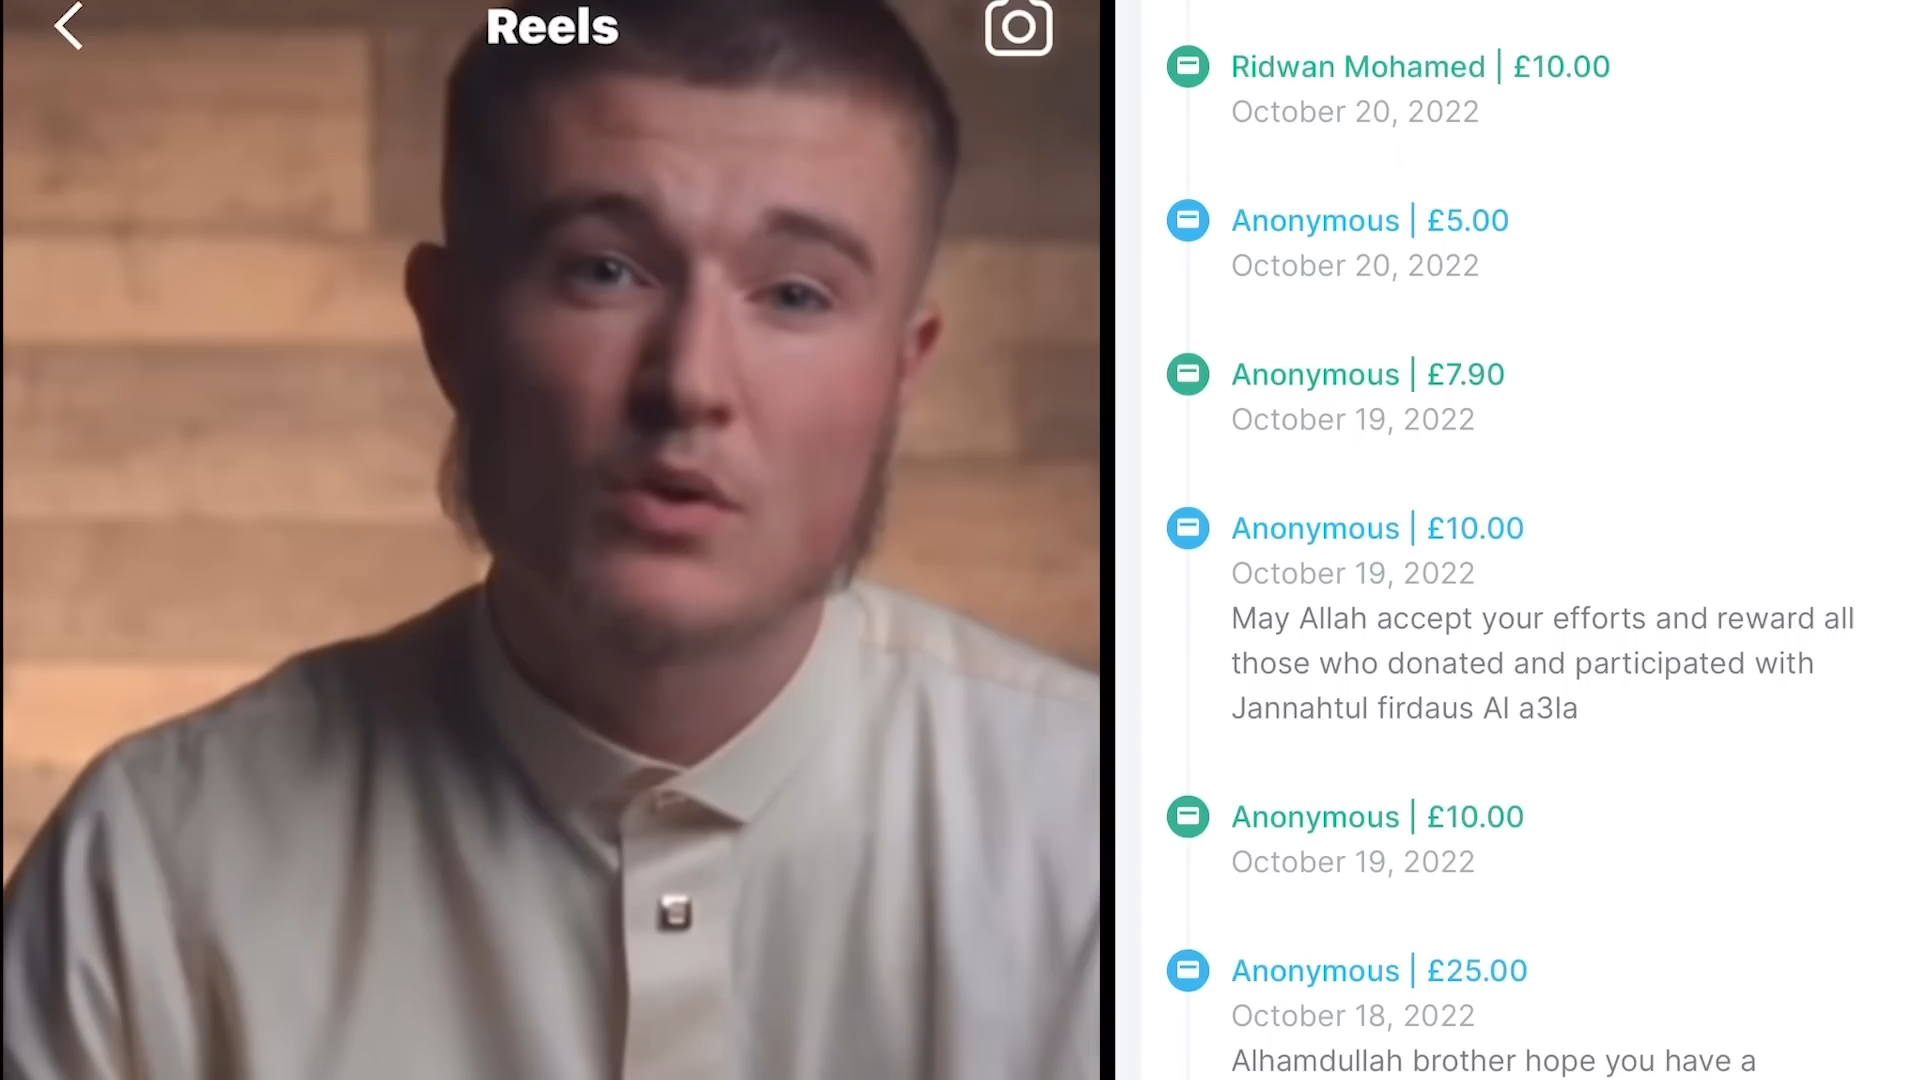 Reels
Ridwan Mohamed | £10.00
October 20, 2022
Anonymous | £5.00
October 20, 2022
Anonymous | £7.90
October 19, 2022
Anonymous | £10.00
October 19, 2022
May Allah accept your efforts and reward all
those who donated and participated with
Jannahtul firdaus Al a3la
Anonymous | £10.00
October 19, 2022
Anonymous | £25.00
October 18, 2022
Alhamdullah brother hope you have a